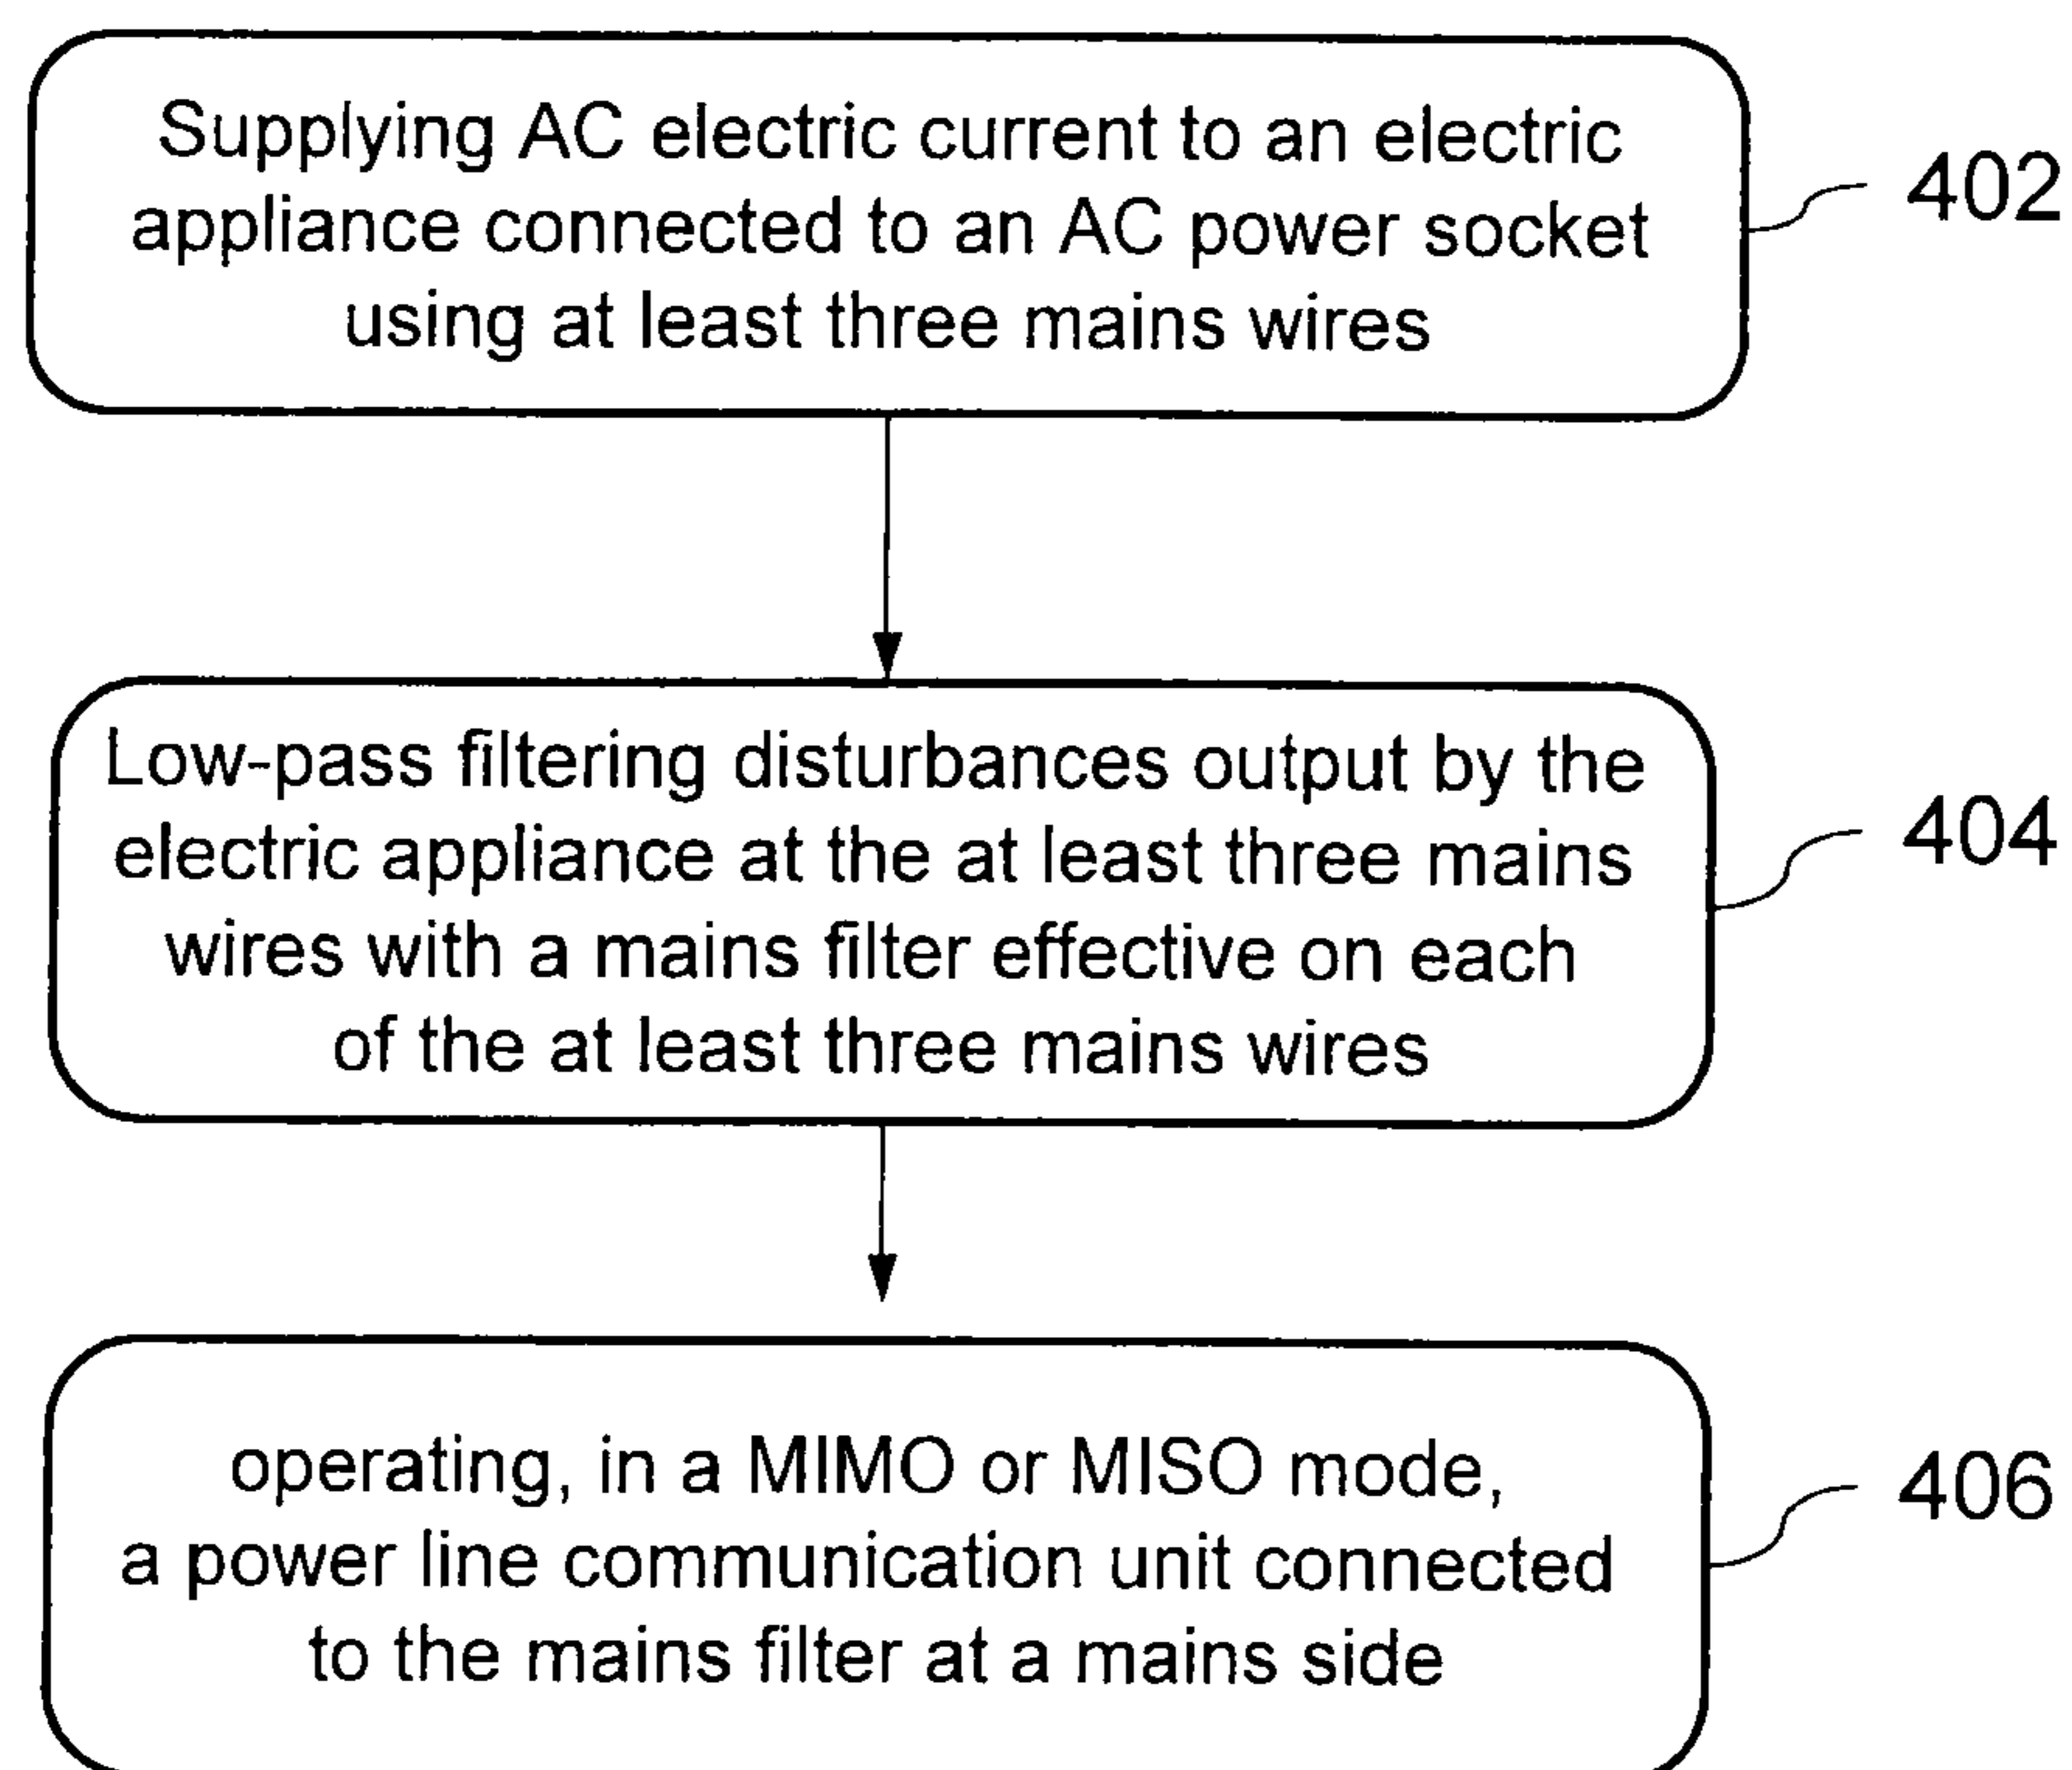 Supplying AC electric current to an electric
appliance connected to an AC power socket
using at least three mains wires
402
Low-pass filtering disturbances output by the
electric appliance at the at least three mains
wires with a mains filter effective on each
of the at least three mains wires
404
operating, in a MIMO or MISO mode,
a power line communication unit connected
to the mains filter at a mains side
406